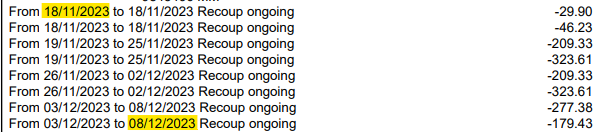 From 18/11/2023 to 18/11/2023 Recoup ongoing -29.90
From 18/11/2023 to 18/11/2023 Recoup ongoing -46.23
From 19/11/2023 to 25/11/2023 Recoup ongoing -209.33
From 19/11/2023 to 25/11/2023 Recoup ongoing -323.61
From 26/11/2023 to 02/12/2023 Recoup ongoing -209.33
From 26/11/2023 to 02/12/2023 Recoup ongoing -323.61
From 03/12/2023 to 08/12/2023 Recoup ongoing -277.38
From 03/12/2023 to 08/12/2023 Recoup ongoing -179.43